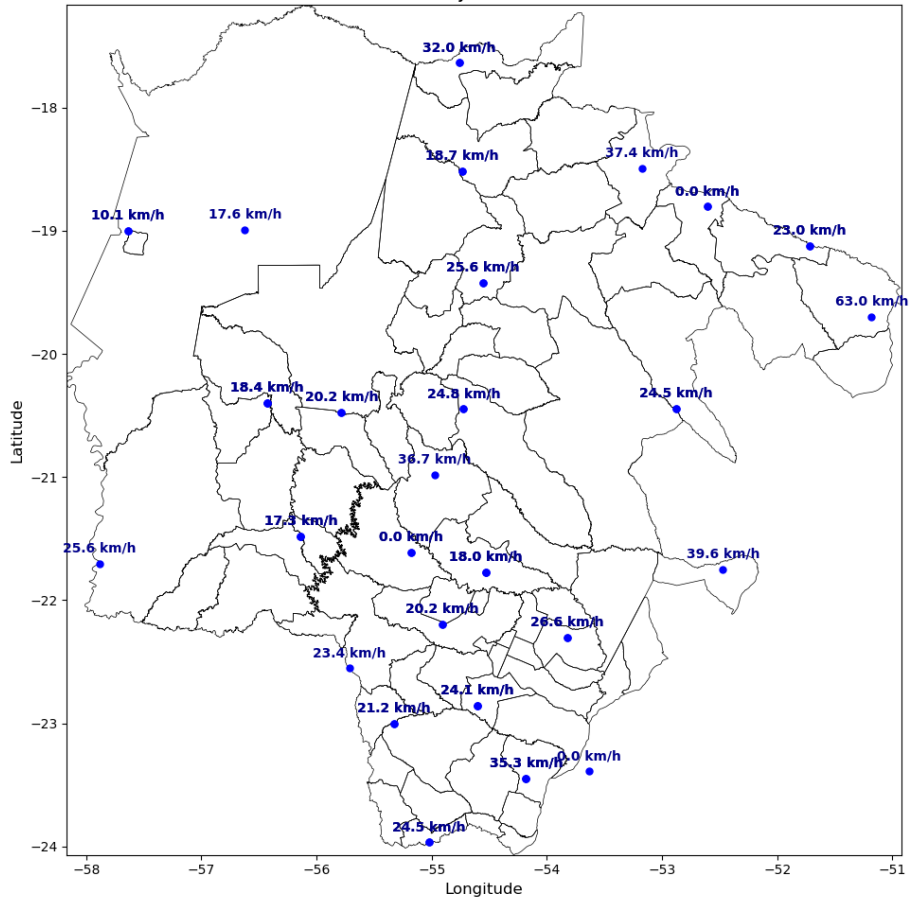 32.0 km/h
37.4 km/h
18.7 km/h
0.0 km/h
10.1 km/h
17.6 km/h
23.0 km/h
25.6 km/h
63.0 km/h
18.4 km/h
20.2 km/h
24.8 km/h
24.5 km/h
36.7 km/h
17.3 km/h
0.0 km/h
18.0 km/h
25.6 km/h
39.6 km/h
20.2 km/h
26.6 km/h
23.4 km/h
24.1 km/h
21.2 km/h
35.3 km/h
0.0 km/h
24.5 km/h
−18
−19
−20
−21
−22
−23
−24
Latitude
−58
−57
−56
−55
−54
−53
−52
−51
Longitude